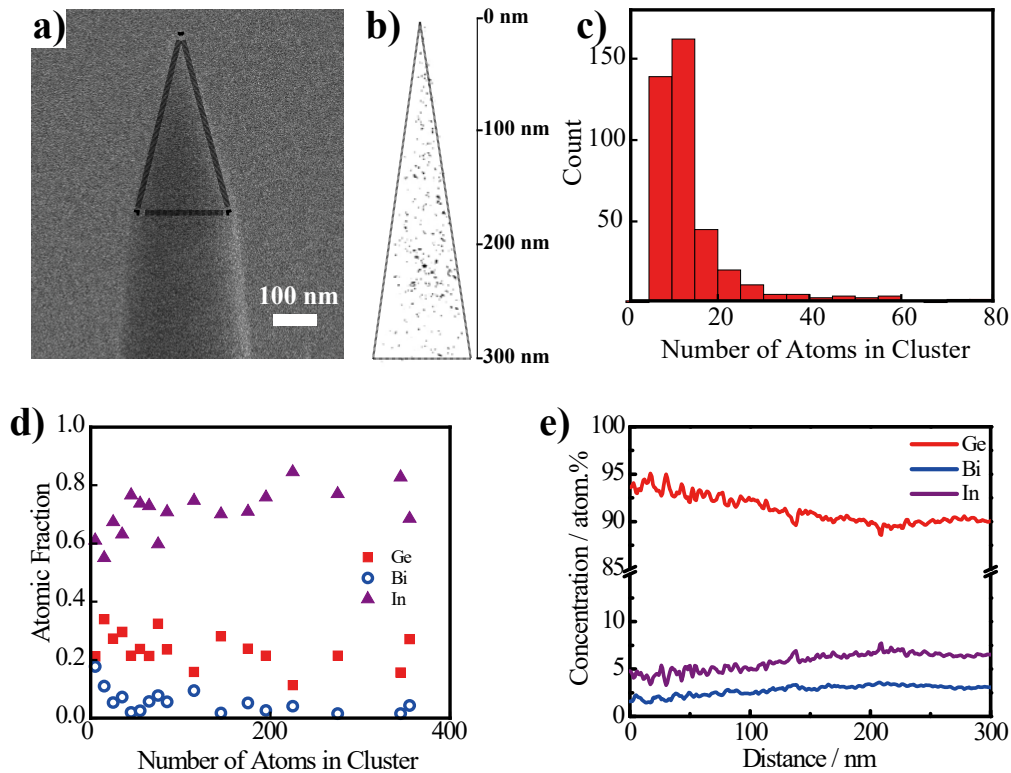 a)
100 nm
b)
0 nm
100 nm
200 nm
300 nm
c)
Count
150
100
50
0
20
40
60
80
Number of Atoms in Cluster
d)
Atomic Fraction
1.0
0.8
0.6
0.4
0.2
0.0
Ge
Bi
In
0
200
400
Number of Atoms in Cluster
e)
Concentration / atom.%
100
95
90
85
10
5
0
Ge
Bi
In
0
100
200
300
Distance / nm